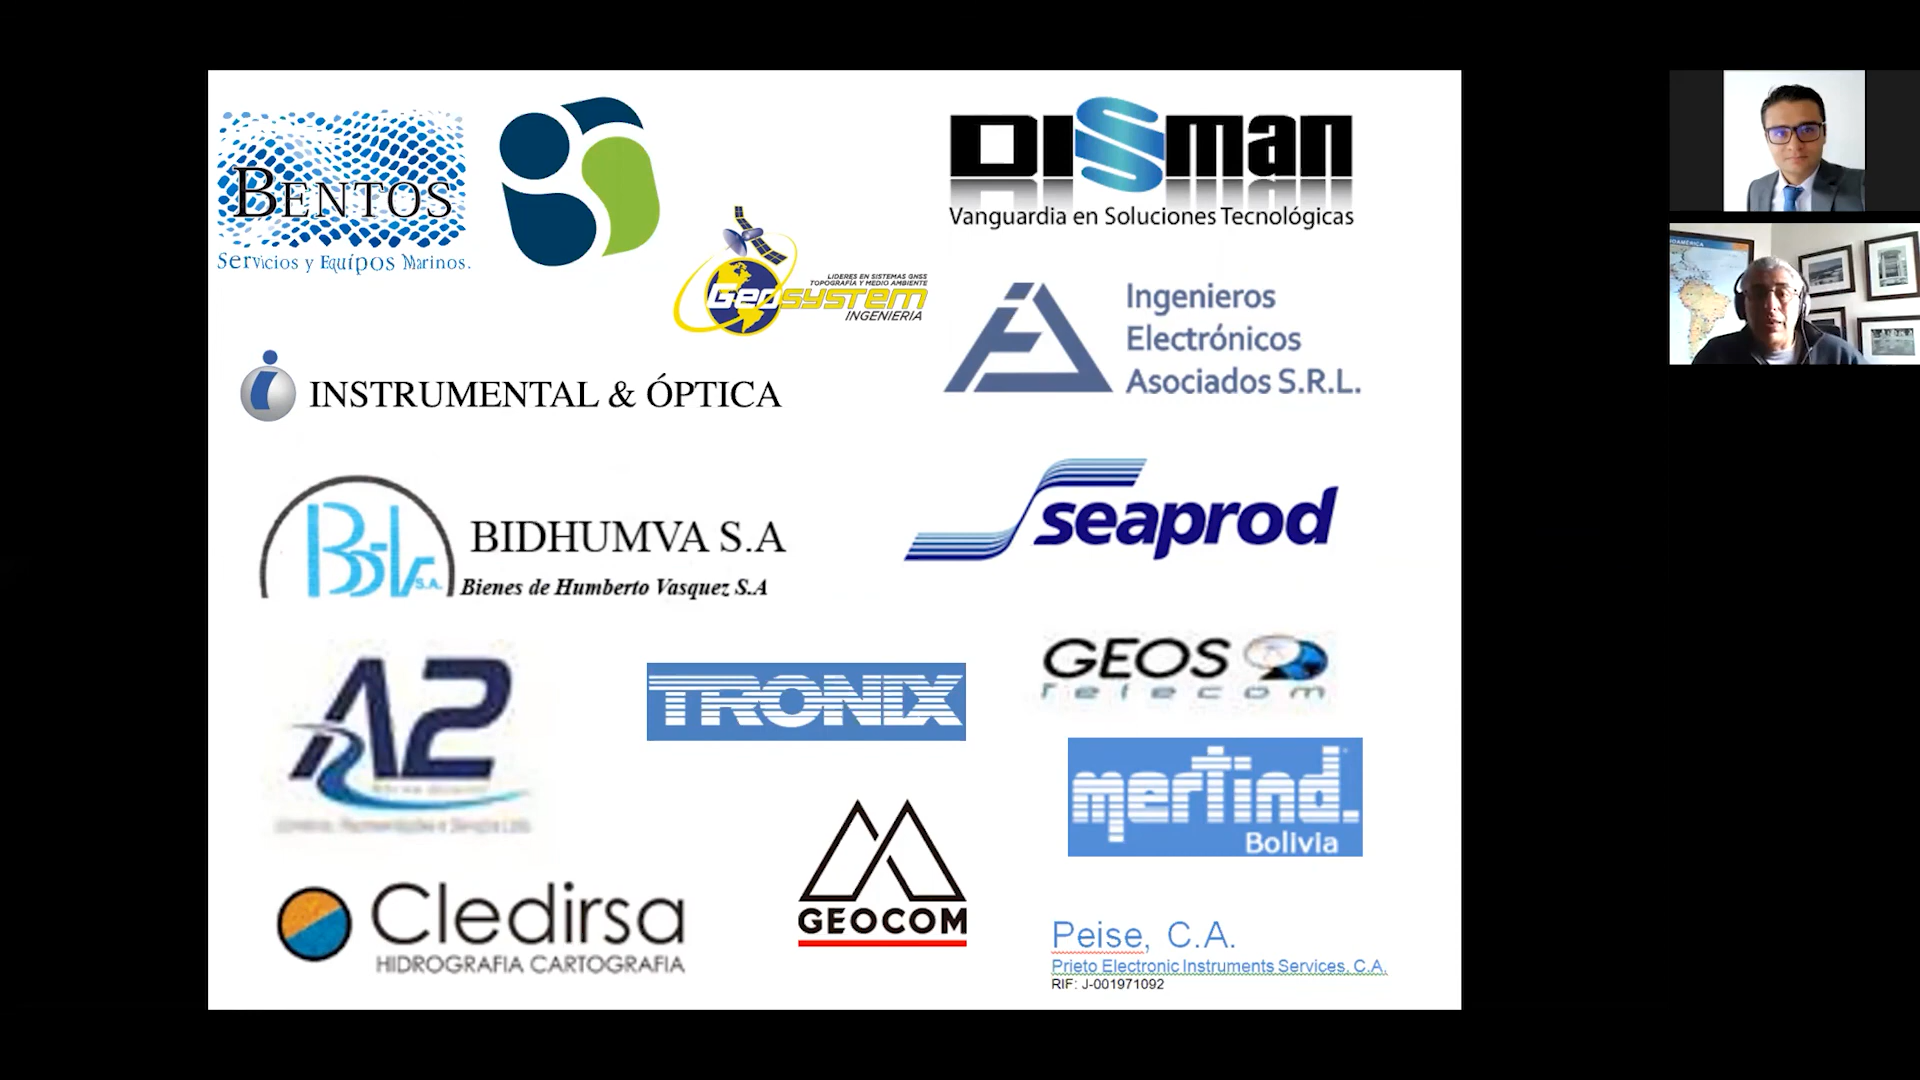 BENTOS
Servicios y Equipos Marinos.
DISMAN
Vanguardia en Soluciones Tecnológicas
LIDERES EN SISTEMAS GNSS
TOPOGRAFÍA Y MEDIO AMBIENTE
Geosystem
INGENIERIA
Ingenieros
Electrónicos
Asociados S.R.L.
i INSTRUMENTAL & ÓPTICA
S.A.
BIDHUMVA S.A
Bienes de Humberto Vasquez S.A
seaprod
A2
TRONIX
GEOS
Telecom
mertind.
Bolivia
Cledirsa
HIDROGRAFIA CARTOGRAFIA
GEOCOM
Peise, C.A.
Prieto Electronic Instruments Services, C.A.
RIF: J-001971092